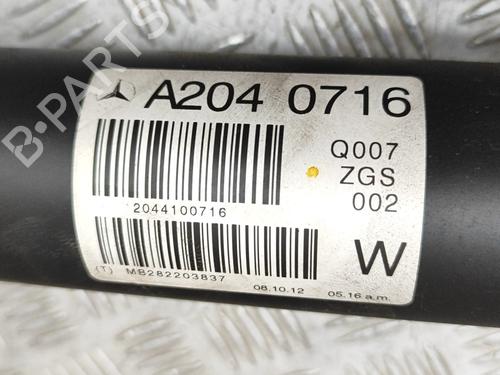 B-PARTS
A204 0716
Q007
ZGS
002
2044100716
W
(T) MB282203837
08.10.12 05.16 a.m.